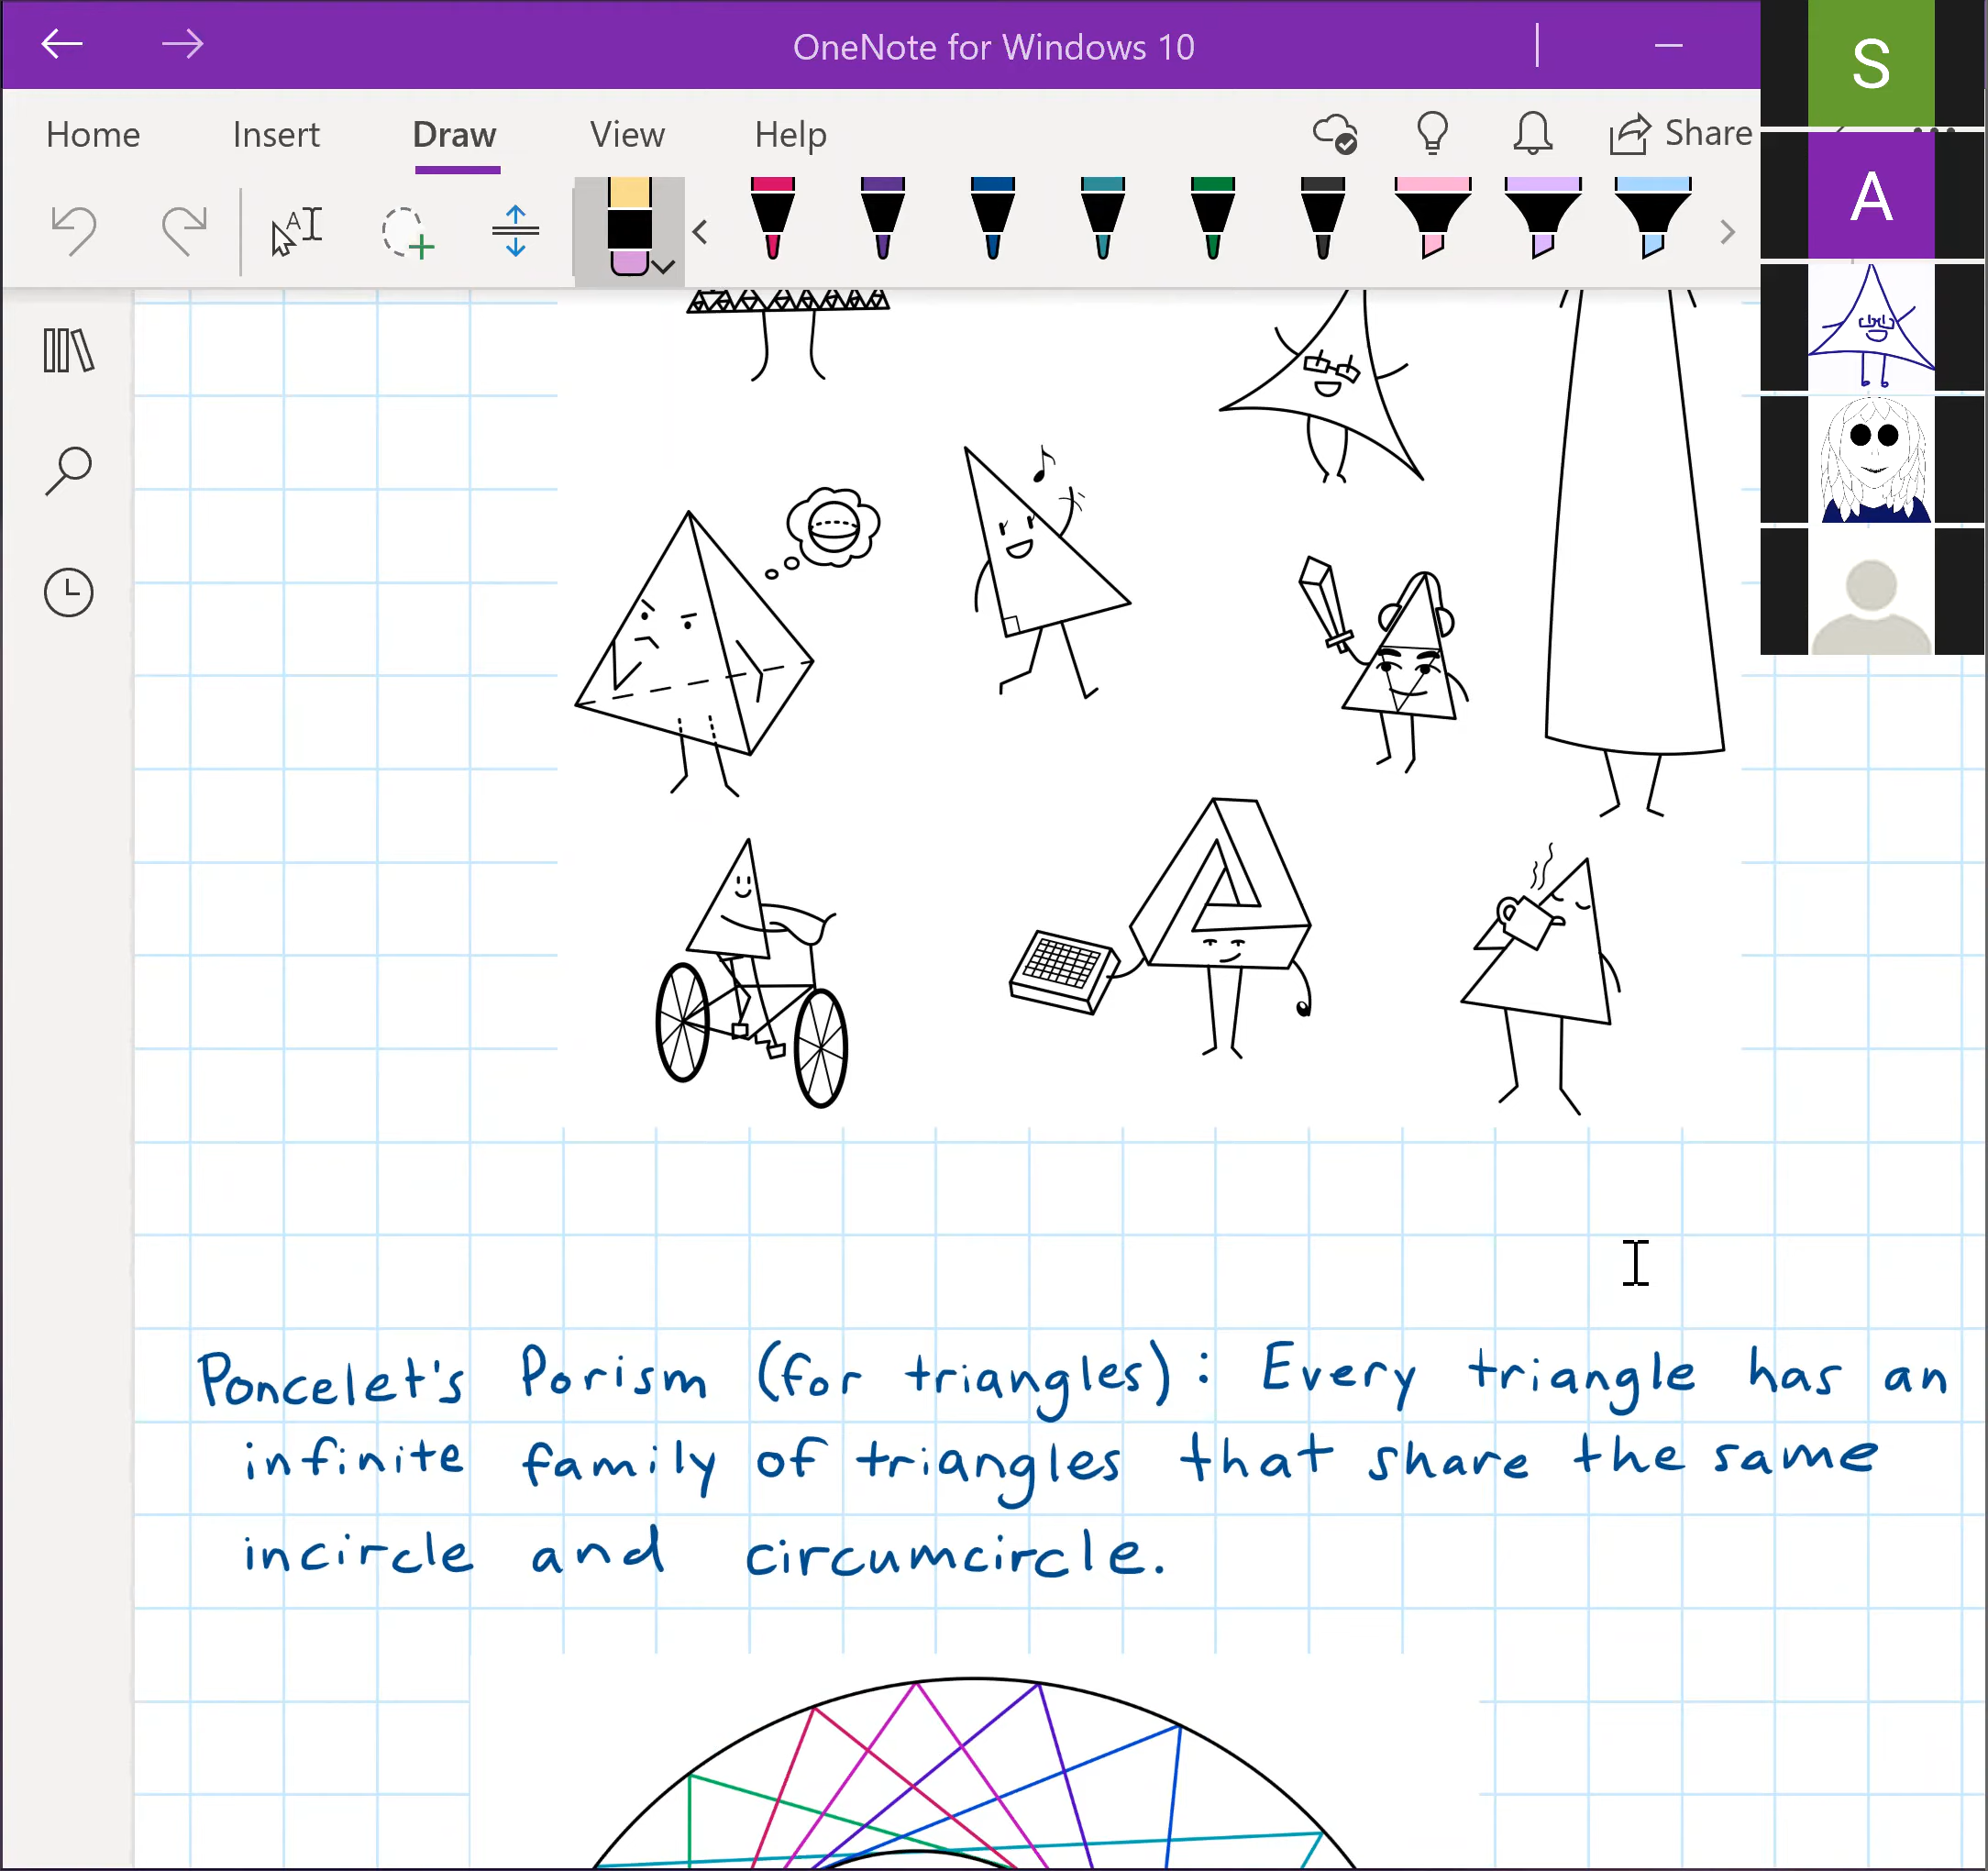 OneNote for Windows 10
S
Home Insert Draw View Help Share
A
Poncelet's Porism (for triangles): Every triangle has an
infinite family of triangles that share the same
incircle and circumcircle.